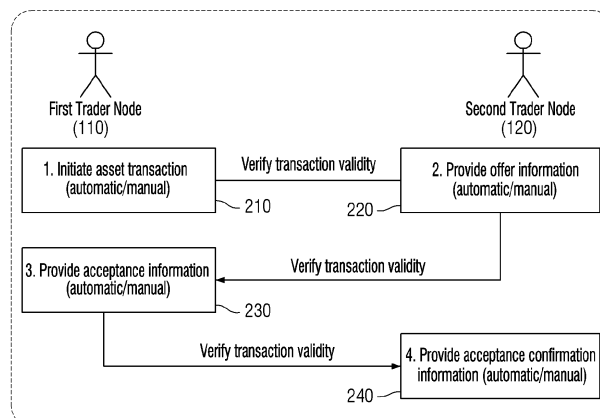 First Trader Node
(110)
Second Trader Node
(120)
1. Initiate asset transaction
(automatic/manual)
210
Verify transaction validity
2. Provide offer information
(automatic/manual)
220
Verify transaction validity
3. Provide acceptance information
(automatic/manual)
230
Verify transaction validity
4. Provide acceptance confirmation
information (automatic/manual)
240